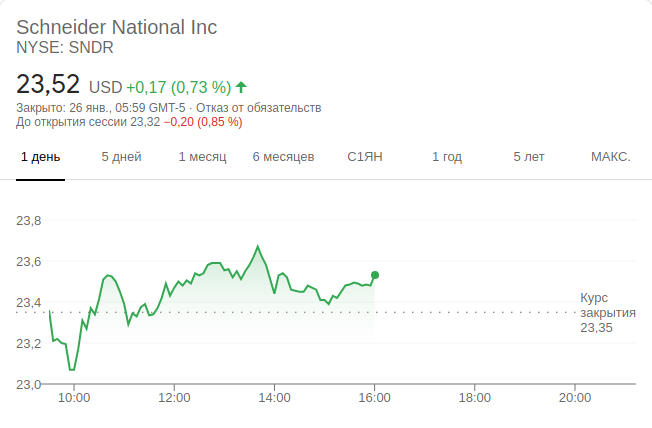 Schneider National Inc
NYSE: SNDR
23,52 USD +0,17 (0,73 %)
Закрыто: 26 янв., 05:59 GMT-5 · Отказ от обязательств
До открытия сессии 23,32 −0,20 (0,85 %)
1 день 5 дней 1 месяц 6 месяцев С1ЯН 1 год 5 лет МАКС.
23,8
23,6
23,4
23,2
23,0
Курс
закрытия
23,35
10:00 12:00 14:00 16:00 18:00 20:00